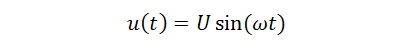 u(t) = U sin(ωt)